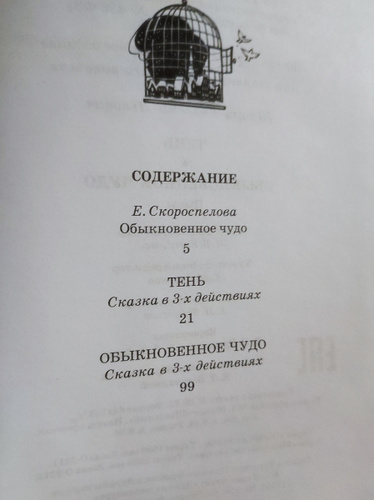 СОДЕРЖАНИЕ
Е. Скороспелова
Обыкновенное чудо
5
ТЕНЬ
Сказка в 3-х действиях
21
ОБЫКНОВЕННОЕ ЧУДО
Сказка в 3-х действиях
99